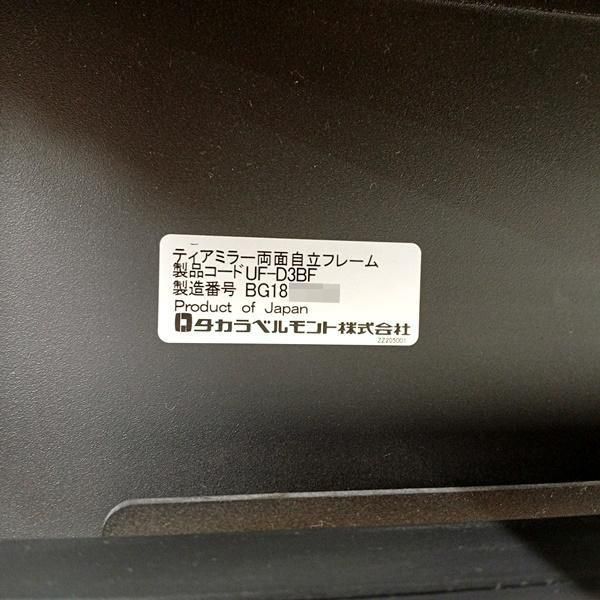 ティアミラー両面自立フレーム
製品コードUF-D3BF
製造番号 BG18
Product of Japan
タカラベルモント株式会社
ZZ205001